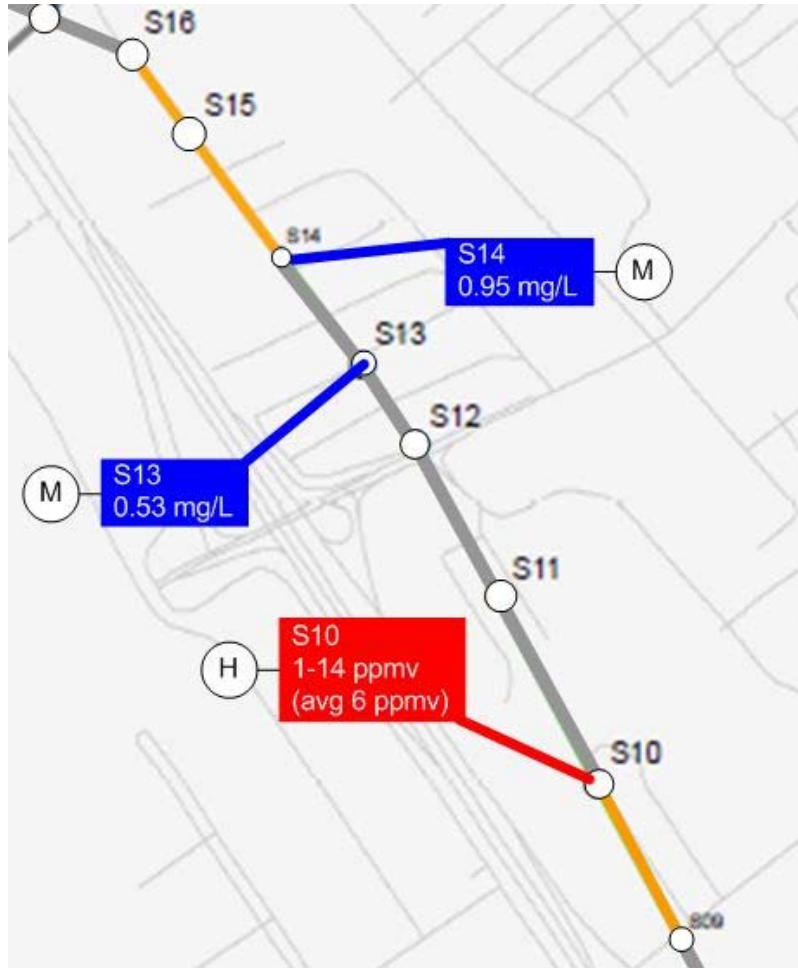 S16
S15
S14
S14
0.95 mg/L
M
S13
S12
M
S13
0.53 mg/L
S11
H
S10
1-14 ppmv
(avg 6 ppmv)
S10
S09